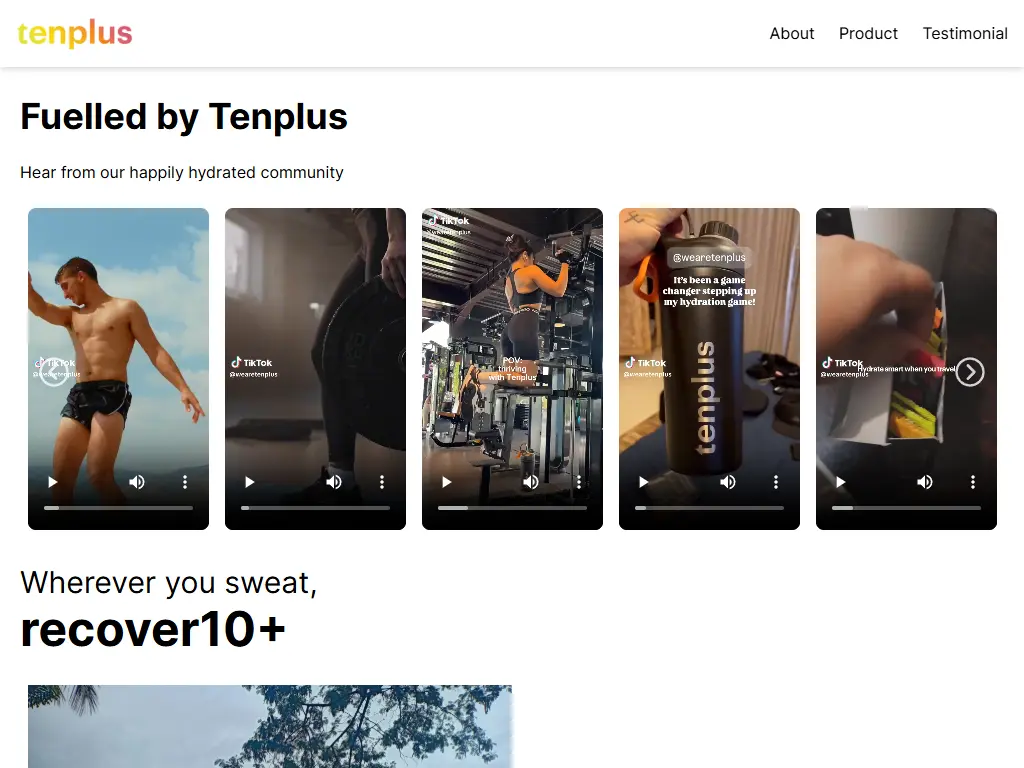 tenplus
About Product Testimonial
Fuelled by Tenplus
Hear from our happily hydrated community
TikTok
@wearetenplus
TikTok
@wearetenplus
TikTok
@wearetenplus
POV:
thriving
with Tenplus
@wearetenplus
It's been a game
changer stepping up
my hydration game!
TikTok
@wearetenplus
tenplus
TikTok
@wearetenplus
Hydrate smart when you travel
Wherever you sweat,
recover10+